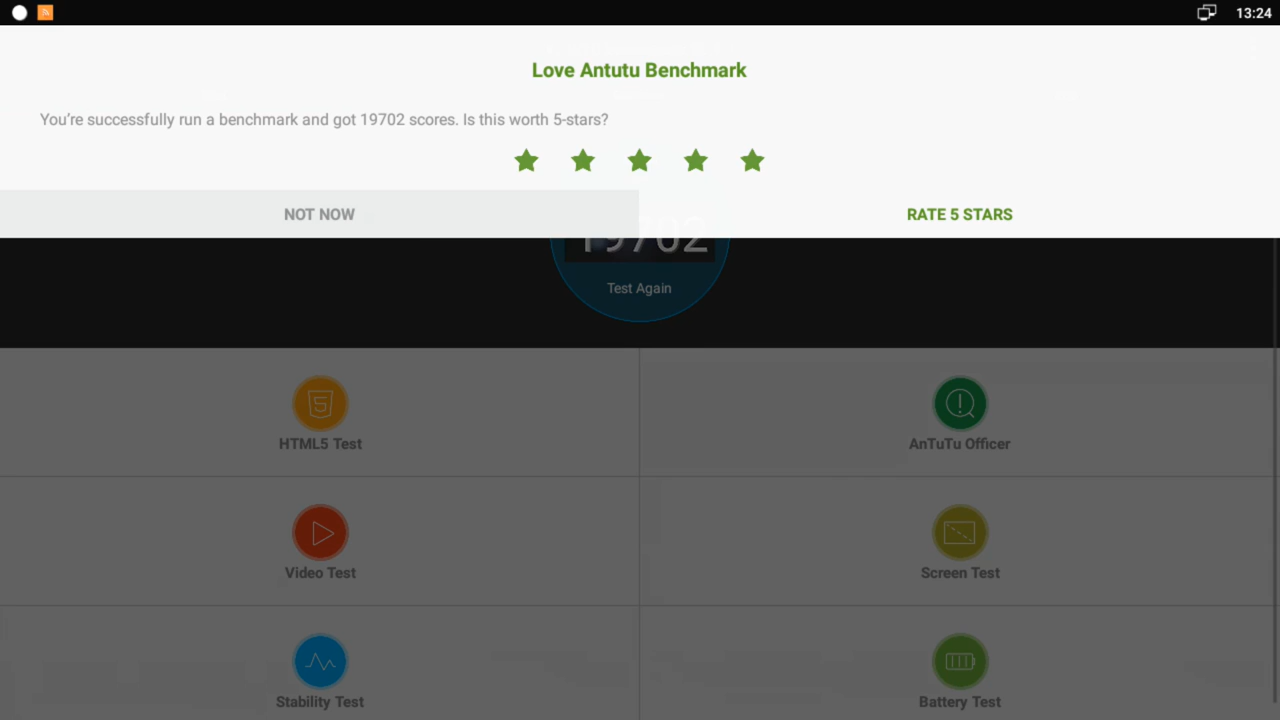 13:24
Love Antutu Benchmark
You're successfully run a benchmark and got 19702 scores. Is this worth 5-stars?
NOT NOW
RATE 5 STARS
19702
Test Again
HTML5 Test
AnTuTu Officer
Video Test
Screen Test
Stability Test
Battery Test